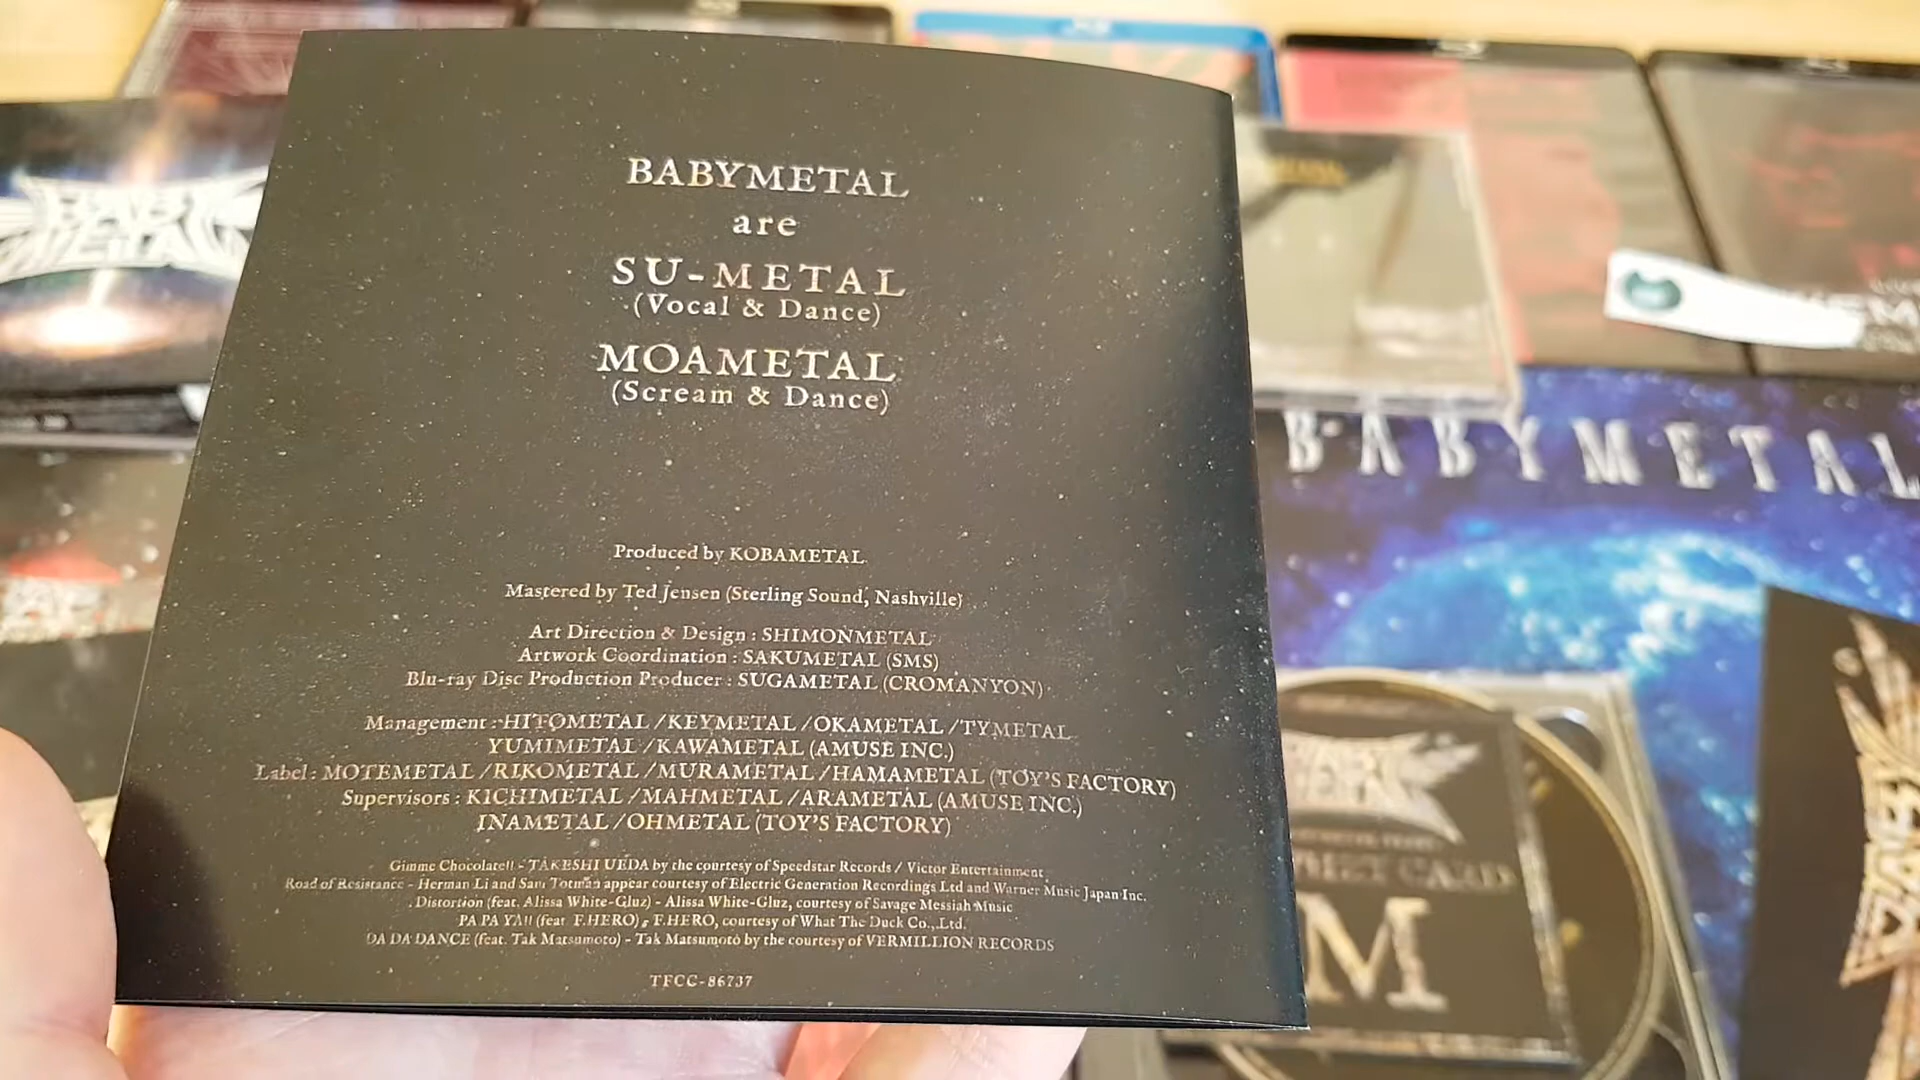 BABYMETAL
are
SU-METAL
(Vocal & Dance)
MOAMETAL
(Scream & Dance)
Produced by KOBAMETAL
Mastered by Ted Jensen (Sterling Sound, Nashville)
Art Direction & Design : SHIMONMETAL
Artwork Coordination : SAKUMETAL (SMS)
Blu-ray Disc Production Producer : SUGAMETAL (CROMANYON)
Management : HITOMETAL /KEYMETAL /OKAMETAL /TYMETAL
YUMIMETAL /KAWAMETAL (AMUSE INC.)
Label : MOTEMETAL /RIKOMETAL /MURAMETAL /HAMAMETAL (TOY'S FACTORY)
Supervisors : KICHIMETAL /MAHMETAL /ARAMETAL (AMUSE INC.)
INAMETAL /OHMETAL (TOY'S FACTORY)
Gimme Chocolate!! - TAKESHI UEDA by the courtesy of Speedstar Records / Victor Entertainment
Road of Resistance - Herman Li and Sam Totman appear courtesy of Electric Generation Recordings Ltd and Warner Music Japan Inc.
Distortion (feat. Alissa White-Gluz) - Alissa White-Gluz, courtesy of Savage Messiah Music
PA PA YA!! (feat. F.HERO) - F.HERO, courtesy of What The Duck Co., Ltd.
DA DA DANCE (feat. Tak Matsumoto) - Tak Matsumoto by the courtesy of VERMILLION RECORDS
TFCC-86737
BABY
METAL
BABYMETAL
BABY
METAL
CARD
M